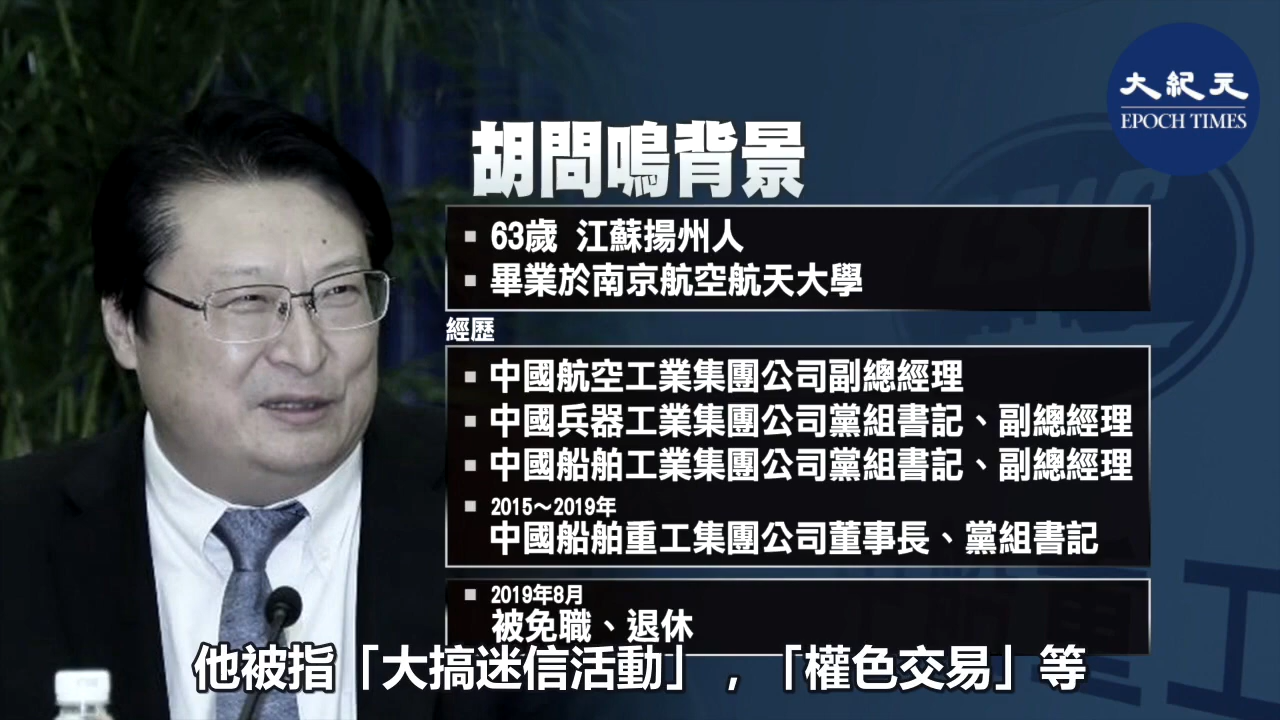 大紀元
EPOCH TIMES
胡問鳴背景
63歲 江蘇揚州人
畢業於南京航空航天大學
經歷
中國航空工業集團公司副總經理
中國兵器工業集團公司黨組書記、副總經理
中國船舶工業集團公司黨組書記、副總經理
2015～2019年
中國船舶重工集團公司董事長、黨組書記
2019年8月
被免職、退休
他被指「大搞迷信活動」，「權色交易」等